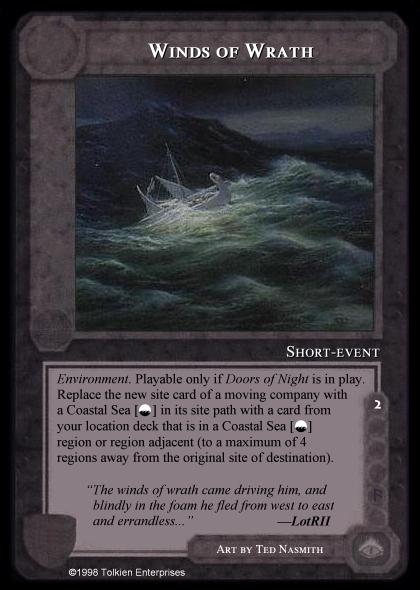 WINDS OF WRATH
SHORT-EVENT
Environment. Playable only if Doors of Night is in play.
Replace the new site card of a moving company with
a Coastal Sea [] in its site path with a card from
your location deck that is in a Coastal Sea []
region or region adjacent (to a maximum of 4
regions away from the original site of destination).
2
“The winds of wrath came driving him, and
blindly in the foam he fled from west to east
and errandless...” —LotRII
ART BY TED NASMITH
©1998 Tolkien Enterprises